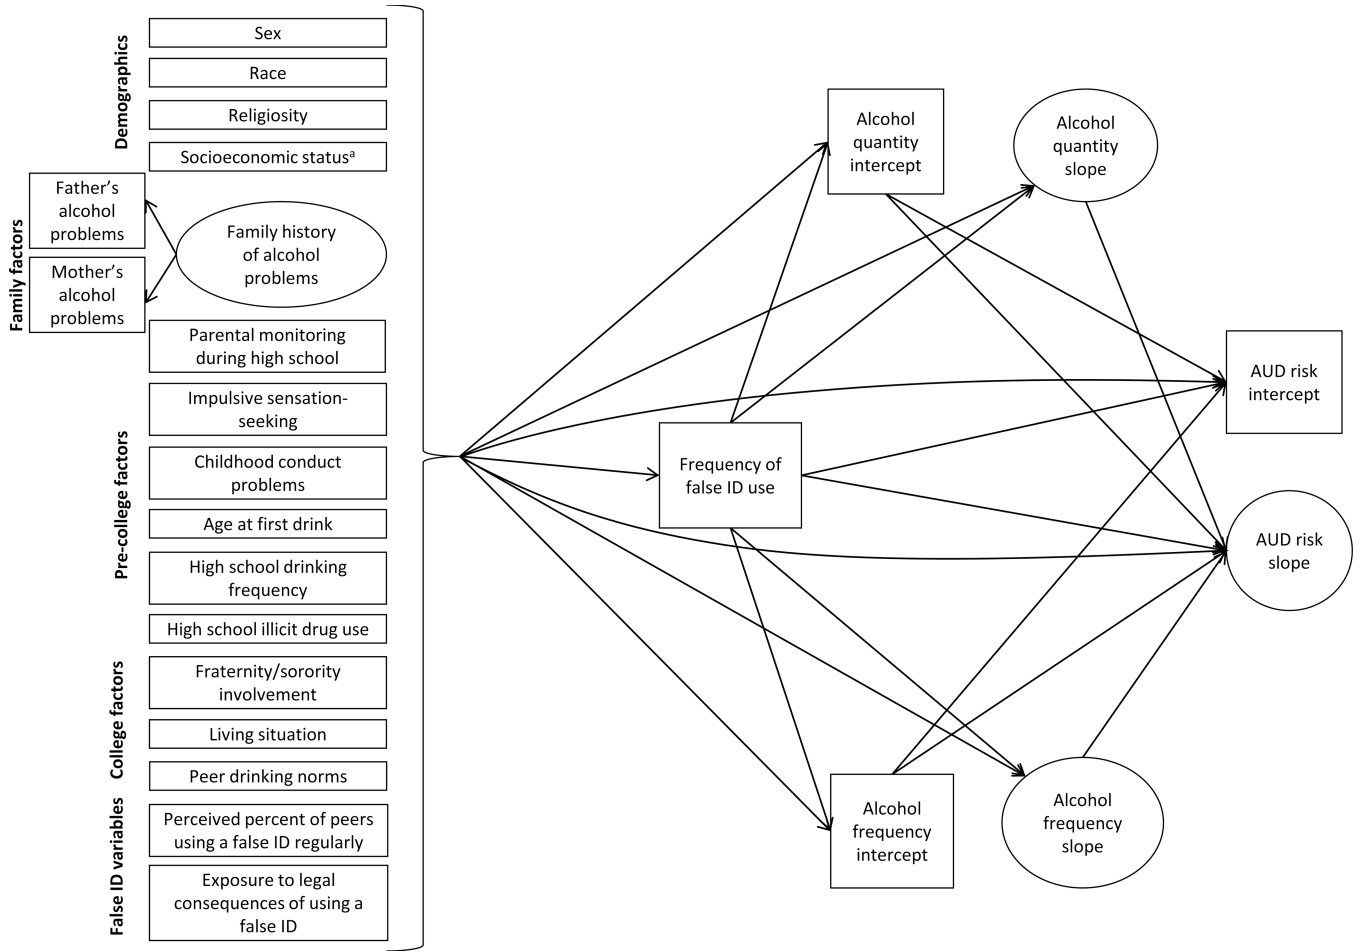 Demographics
Sex
Race
Religiosity
Socioeconomic statusᵃ
Family factors
Father’s
alcohol
problems
Mother’s
alcohol
problems
Family history
of alcohol
problems
Parental monitoring
during high school
Pre-college factors
Impulsive sensation-
seeking
Childhood conduct
problems
Age at first drink
High school drinking
frequency
High school illicit drug use
College factors
Fraternity/sorority
involvement
Living situation
Peer drinking norms
False ID variables
Perceived percent of peers
using a false ID regularly
Exposure to legal
consequences of using a
false ID
Frequency of
false ID use
Alcohol
quantity
intercept
Alcohol
quantity
slope
Alcohol
frequency
intercept
Alcohol
frequency
slope
AUD risk
intercept
AUD risk
slope